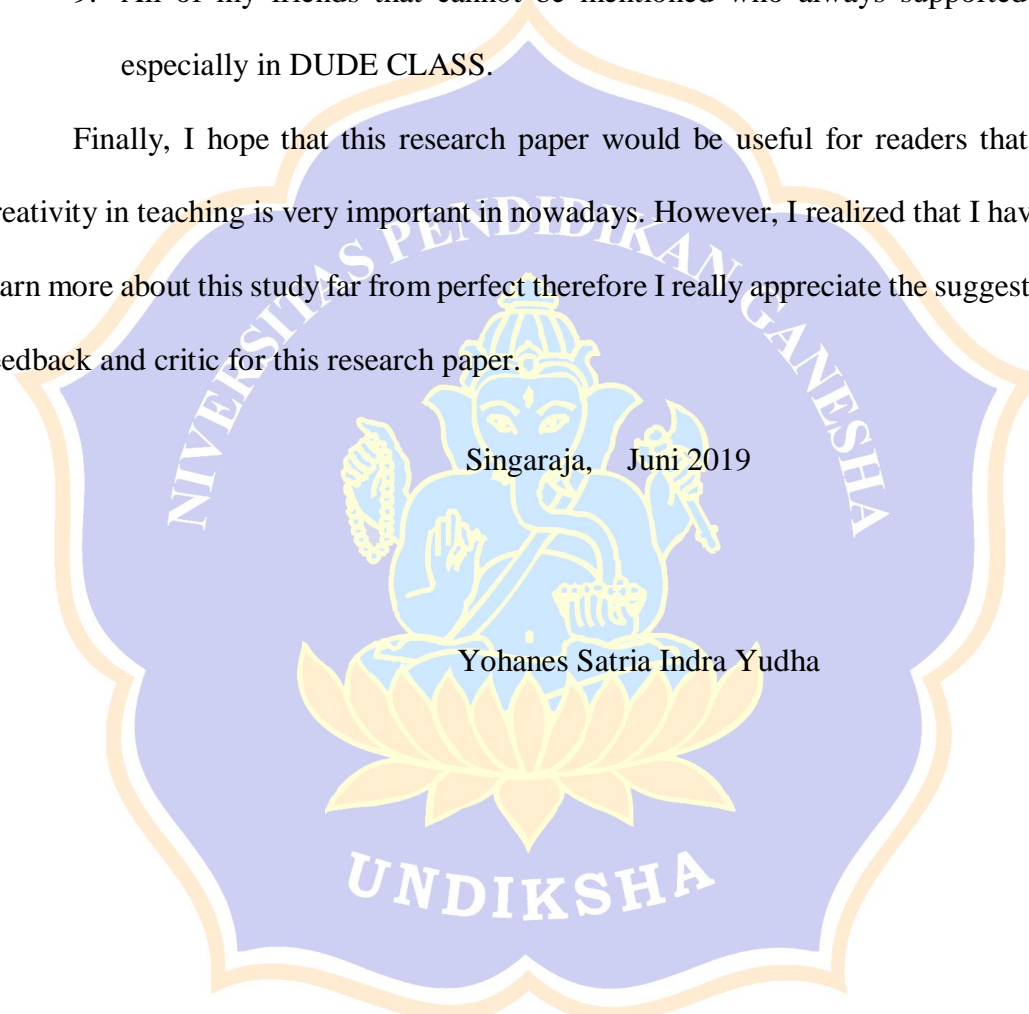 9. All of my friends that cannot be mentioned who always supported
especially in DUDE CLASS.
Finally, I hope that this research paper would be useful for readers that
reativity in teaching is very important in nowadays. However, I realized that I hav
arn more about this study far from perfect therefore I really appreciate the suggest
eedback and critic for this research paper.
NIVERSITAS PENDIDIKAN GANESHA
Singaraja, Juni 2019
Yohanes Satria Indra Yudha
UNDIKSHA